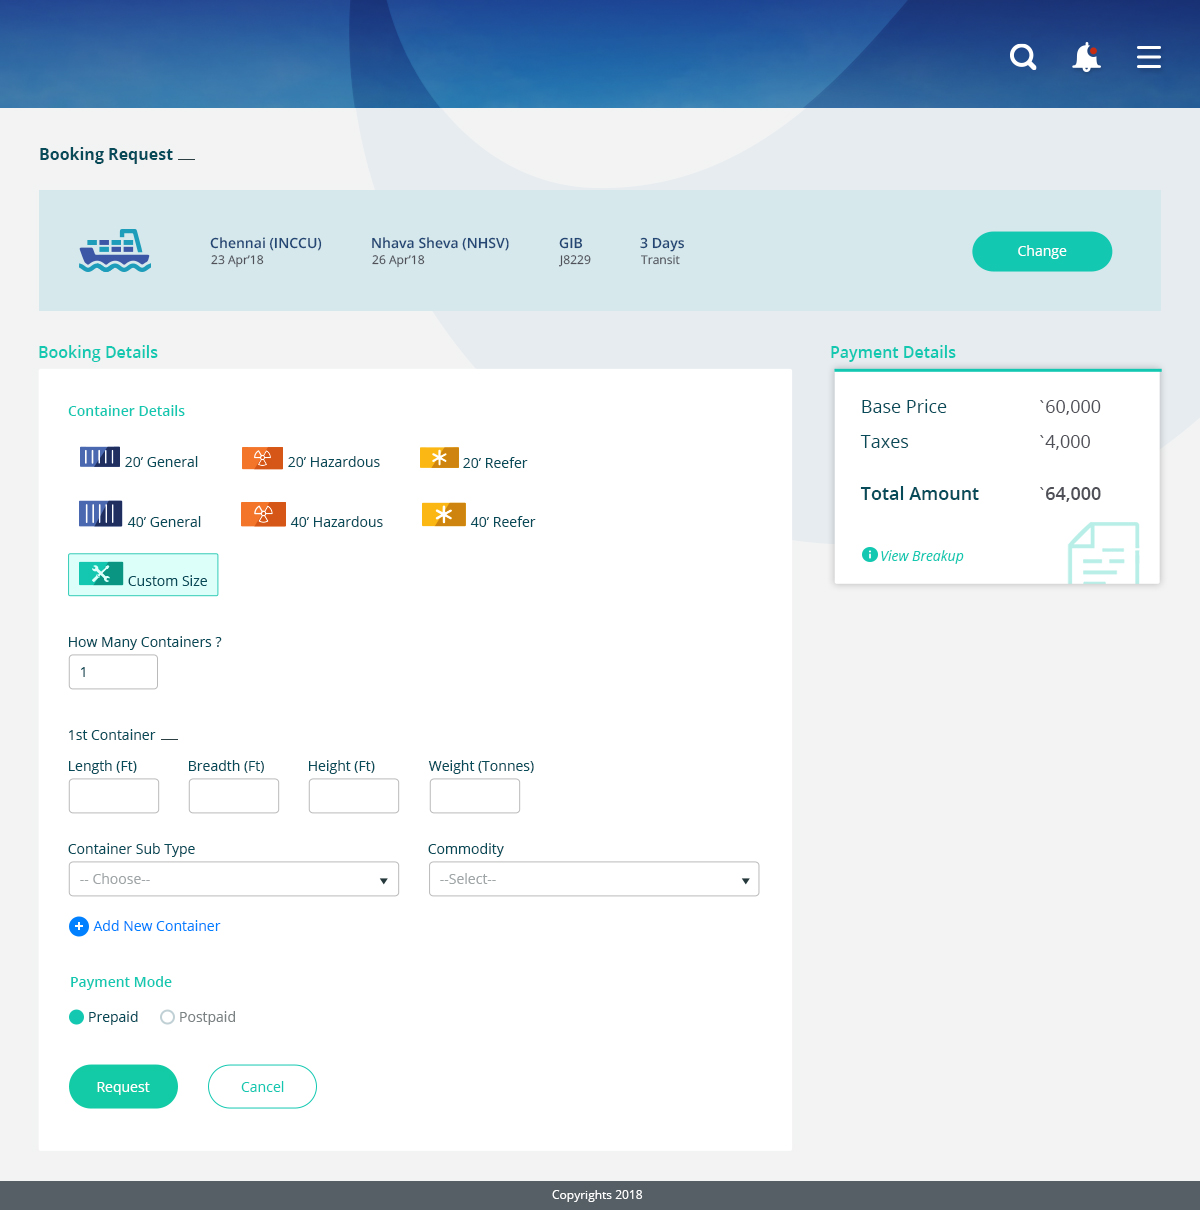 Booking Request
Chennai (INCCU)
23 Apr'18
Nhava Sheva (NHSV)
26 Apr'18
GIB
J8229
3 Days
Transit
Change
Booking Details
Container Details
20' General
20' Hazardous
20' Reefer
40' General
40' Hazardous
40' Reefer
Custom Size
How Many Containers ?
1
1st Container
Length (Ft)
Breadth (Ft)
Height (Ft)
Weight (Tonnes)
Container Sub Type
-- Choose--
Commodity
--Select--
Add New Container
Payment Mode
Prepaid
Postpaid
Request
Cancel
Payment Details
Base Price `60,000
Taxes `4,000
Total Amount `64,000
View Breakup
Copyrights 2018